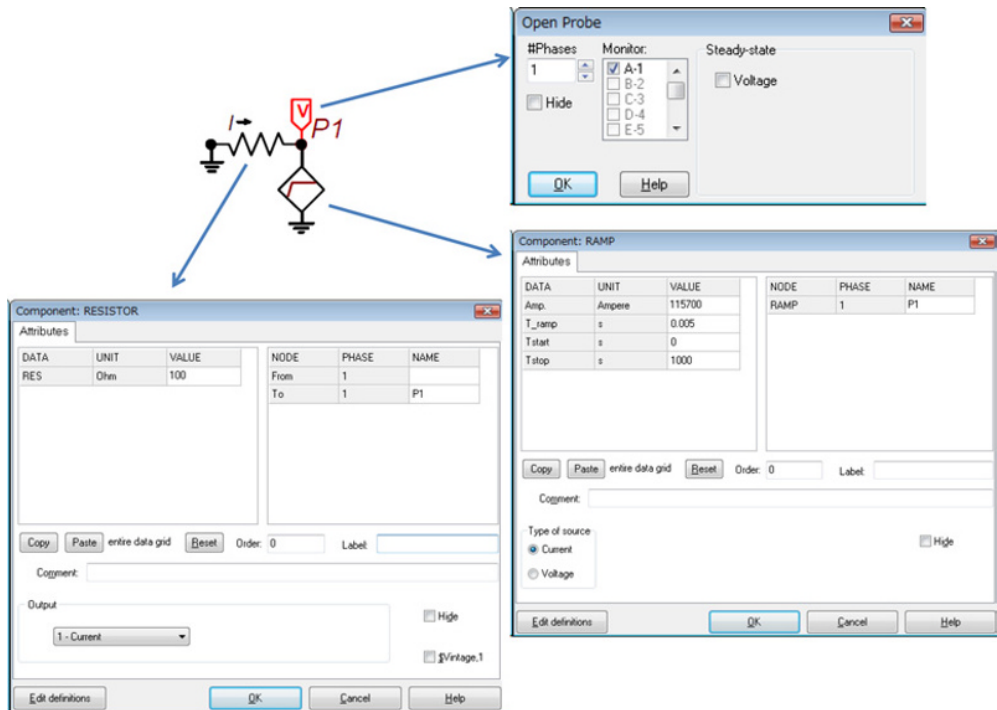 Open Probe
#Phases Monitor: Steady-state
1 A-1 Voltage
B-2
Hide C-3
D-4
E-5
OK Help
V
I P1
Component: RAMP
Attributes
DATA UNIT VALUE NODE PHASE NAME
Amp. Ampere 115700 RAMP 1 P1
T_ramp s 0.005
Tstart s 0
Tstop s 1000
Copy Paste entire data grid Reset Order: 0 Label:
Comment:
Type of source
Current Hide
Voltage
Edit definitions OK Cancel Help
Component: RESISTOR
Attributes
DATA UNIT VALUE NODE PHASE NAME
RES Ohm 100 From 1
To 1 P1
Copy Paste entire data grid Reset Order: 0 Label:
Comment:
Output
1 - Current Hide
$Vintage,1
Edit definitions OK Cancel Help